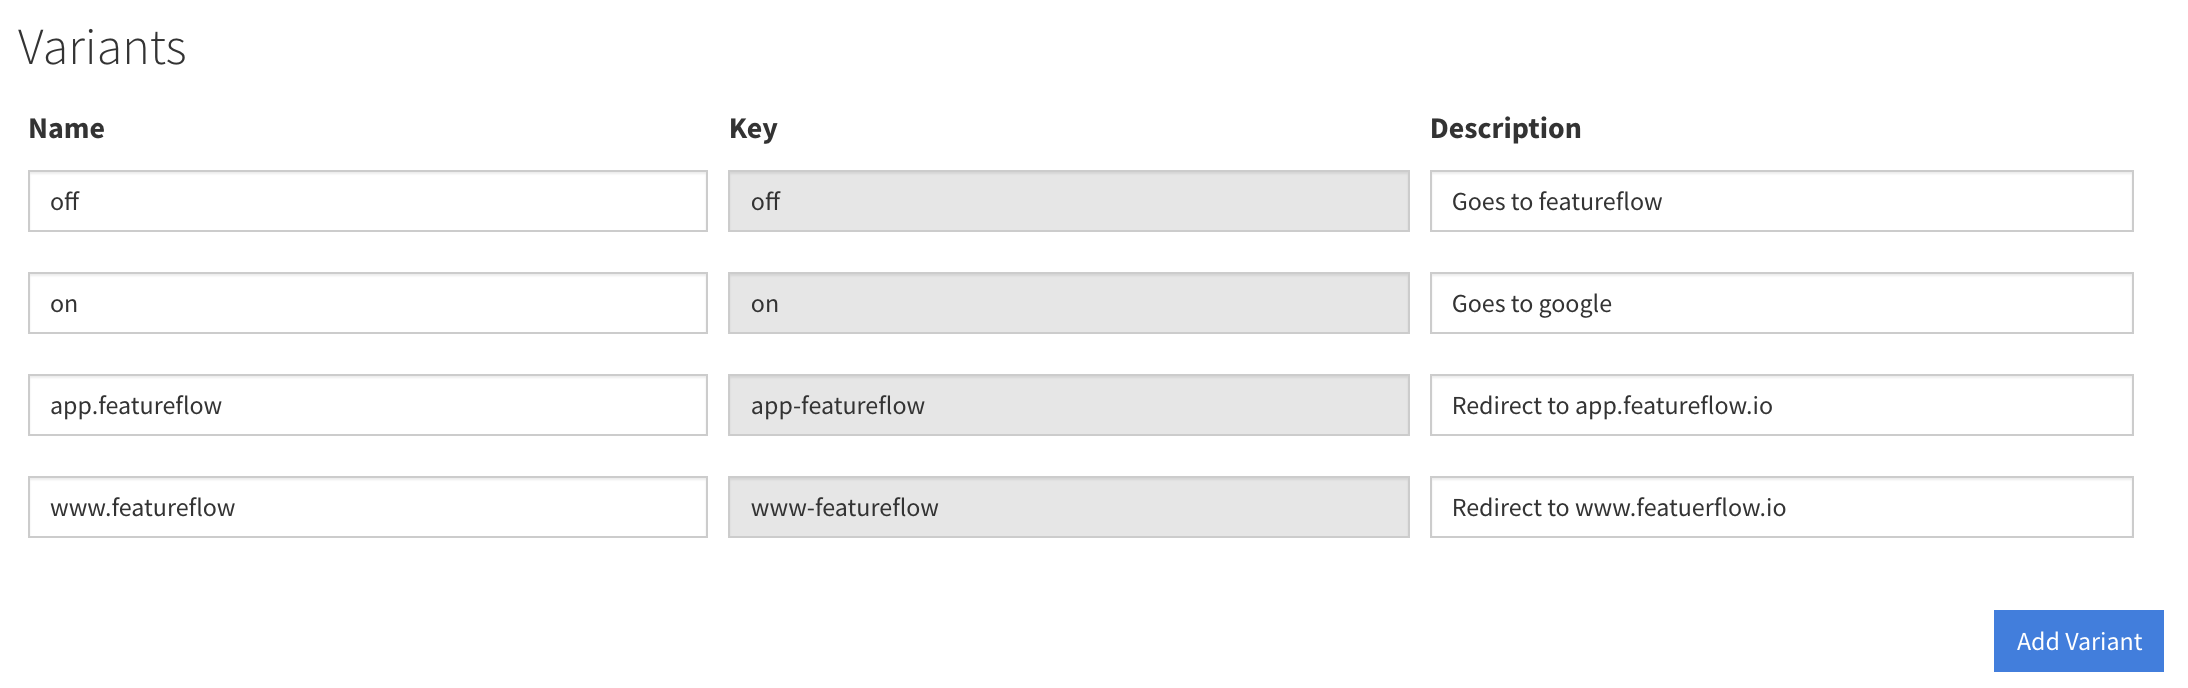 Variants
Name Key Description
off off Goes to featureflow
on on Goes to google
app.featureflow app-featureflow Redirect to app.featureflow.io
www.featureflow www-featureflow Redirect to www.featuerflow.io
Add Variant